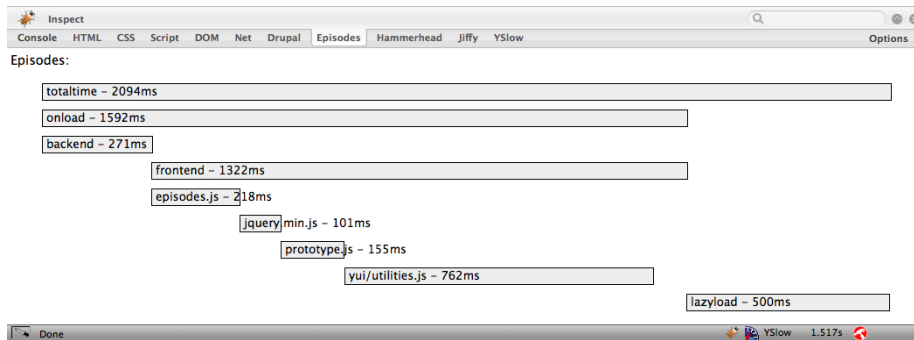 Inspect
Console HTML CSS Script DOM Net Drupal Episodes Hammerhead Jiffy YSlow Options
Episodes:
totaltime – 2094ms
onload – 1592ms
backend – 271ms
frontend – 1322ms
episodes.js – 218ms
jquery.min.js – 101ms
prototype.js – 155ms
yui/utilities.js – 762ms
lazyload – 500ms
Done YSlow 1.517s